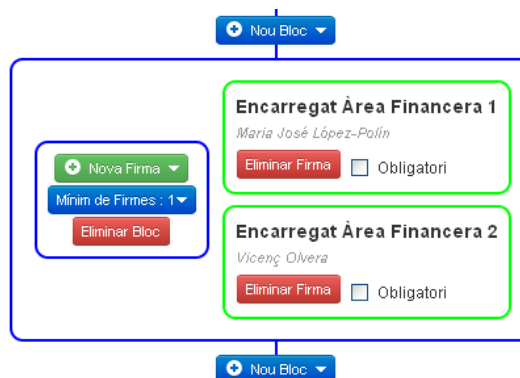 Nou Bloc
Encarregat Àrea Financera 1
Maria José López-Polín
Eliminar Firma Obligatori
Nova Firma
Mínim de Firmes : 1
Eliminar Bloc
Encarregat Àrea Financera 2
Vicenç Olvera
Eliminar Firma Obligatori
Nou Bloc